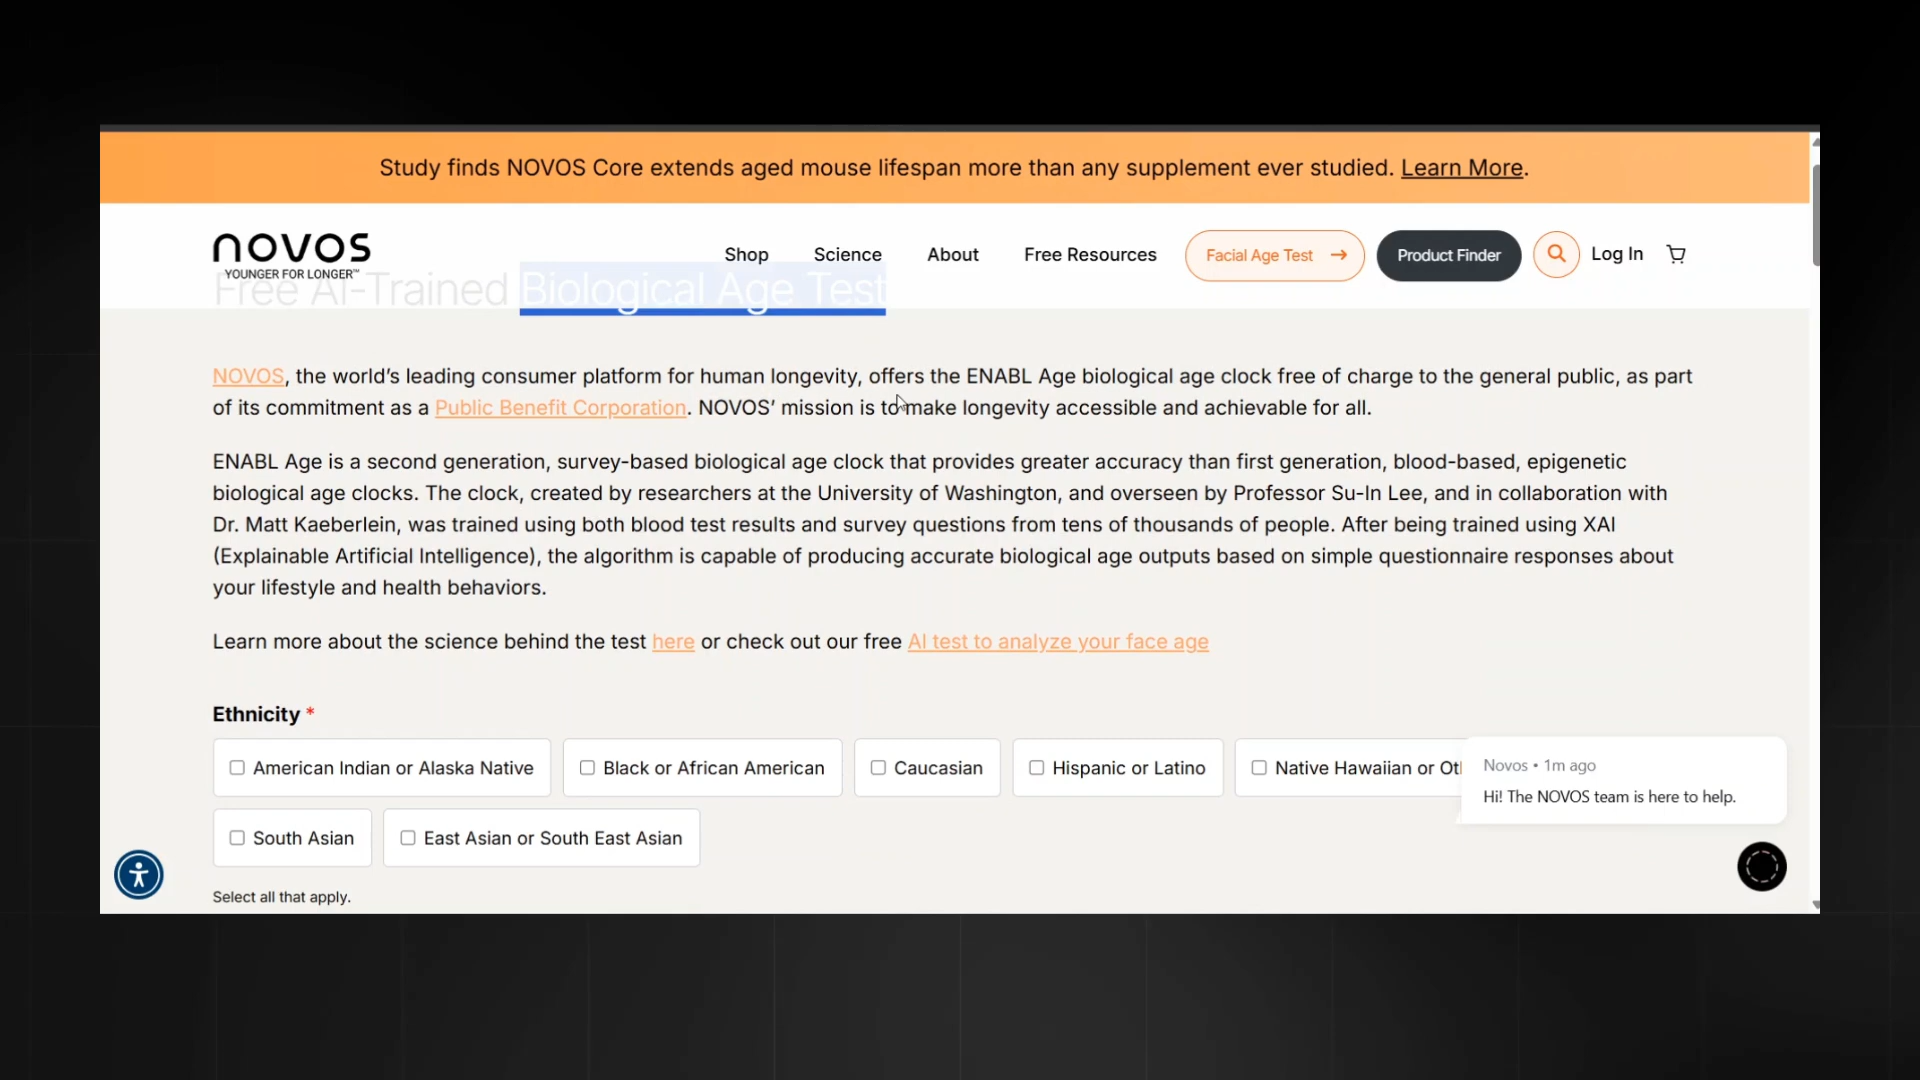 Study finds NOVOS Core extends aged mouse lifespan more than any supplement ever studied. Learn More.
novos
YOUNGER FOR LONGER™
Shop Science About Free Resources Facial Age Test → Product Finder Log In
Free AI-Trained Biological Age Test
NOVOS, the world’s leading consumer platform for human longevity, offers the ENABL Age biological age clock free of charge to the general public, as part
of its commitment as a Public Benefit Corporation. NOVOS’ mission is to make longevity accessible and achievable for all.
ENABL Age is a second generation, survey-based biological age clock that provides greater accuracy than first generation, blood-based, epigenetic
biological age clocks. The clock, created by researchers at the University of Washington, and overseen by Professor Su-In Lee, and in collaboration with
Dr. Matt Kaeberlein, was trained using both blood test results and survey questions from tens of thousands of people. After being trained using XAI
(Explainable Artificial Intelligence), the algorithm is capable of producing accurate biological age outputs based on simple questionnaire responses about
your lifestyle and health behaviors.
Learn more about the science behind the test here or check out our free AI test to analyze your face age
Ethnicity *
American Indian or Alaska Native Black or African American Caucasian Hispanic or Latino Native Hawaiian or
South Asian East Asian or South East Asian
Select all that apply.
Novos • 1m ago
Hi! The NOVOS team is here to help.